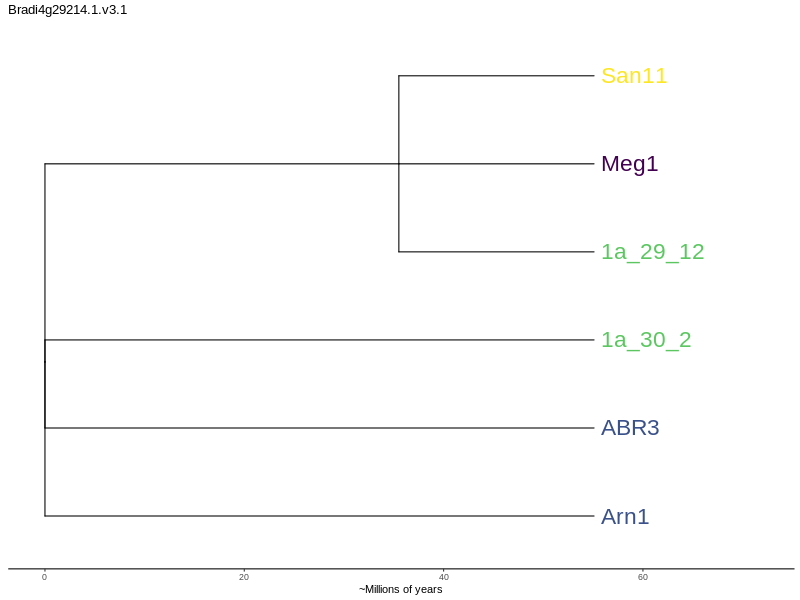 Bradi4g29214.1.v3.1
San11
Meg1
1a_29_12
1a_30_2
ABR3
Arn1
0 20 40 60
~Millions of years